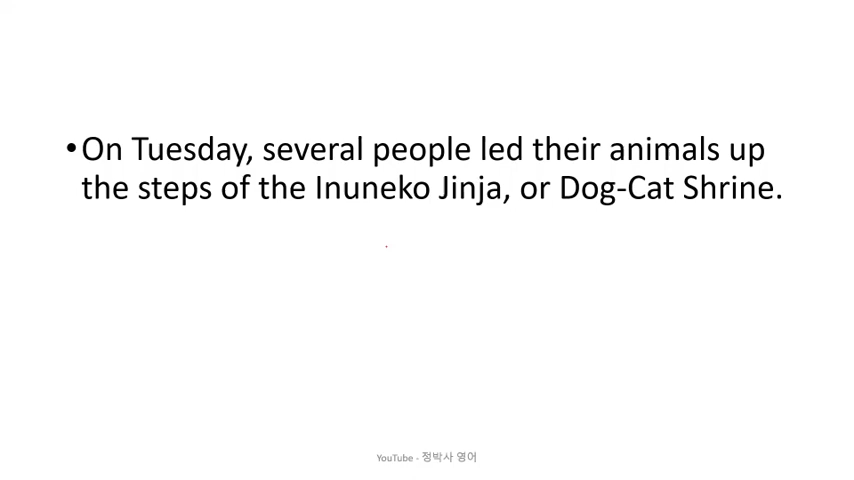 •On Tuesday, several people led their animals up
the steps of the Inuneko Jinja, or Dog-Cat Shrine.
YouTube - 정박사 영어